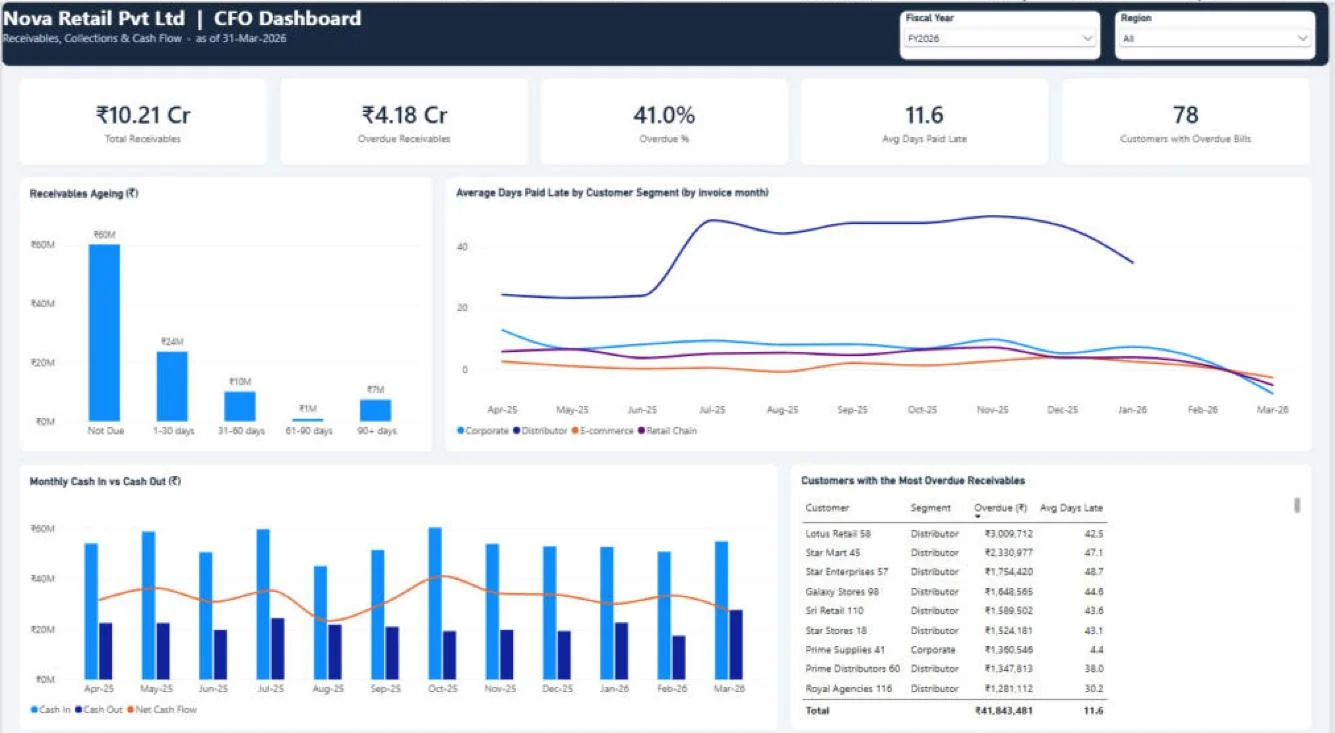 Nova Retail Pvt Ltd | CFO Dashboard
Receivables, Collections & Cash Flow - as of 31-Mar-2026
Fiscal Year
FY2026
Region
All
₹10.21 Cr
Total Receivables
₹4.18 Cr
Overdue Receivables
41.0%
Overdue %
11.6
Avg Days Paid Late
78
Customers with Overdue Bills
Receivables Ageing (₹)
₹60M
₹40M
₹20M
₹0M
₹60M
₹24M
₹10M
₹1M
₹7M
Not Due 1-30 days 31-60 days 61-90 days 90+ days
Average Days Paid Late by Customer Segment (by invoice month)
40
20
0
Apr-25 May-25 Jun-25 Jul-25 Aug-25 Sep-25 Oct-25 Nov-25 Dec-25 Jan-26 Feb-26 Mar-26
Corporate Distributor E-commerce Retail Chain
Monthly Cash In vs Cash Out (₹)
₹60M
₹40M
₹20M
₹0M
Apr-25 May-25 Jun-25 Jul-25 Aug-25 Sep-25 Oct-25 Nov-25 Dec-25 Jan-26 Feb-26 Mar-26
Cash In Cash Out Net Cash Flow
Customers with the Most Overdue Receivables
Customer Segment Overdue (₹) Avg Days Late
Lotus Retail 58 Distributor ₹3,009,712 42.5
Star Mart 45 Distributor ₹2,330,977 47.1
Star Enterprises 57 Distributor ₹1,754,420 48.7
Galaxy Stores 98 Distributor ₹1,648,565 44.6
Sri Retail 110 Distributor ₹1,589,502 43.6
Star Stores 18 Distributor ₹1,524,181 43.1
Prime Supplies 41 Corporate ₹1,360,546 4.4
Prime Distributors 60 Distributor ₹1,347,813 38.0
Royal Agencies 116 Distributor ₹1,281,112 30.2
Total ₹41,843,481 11.6